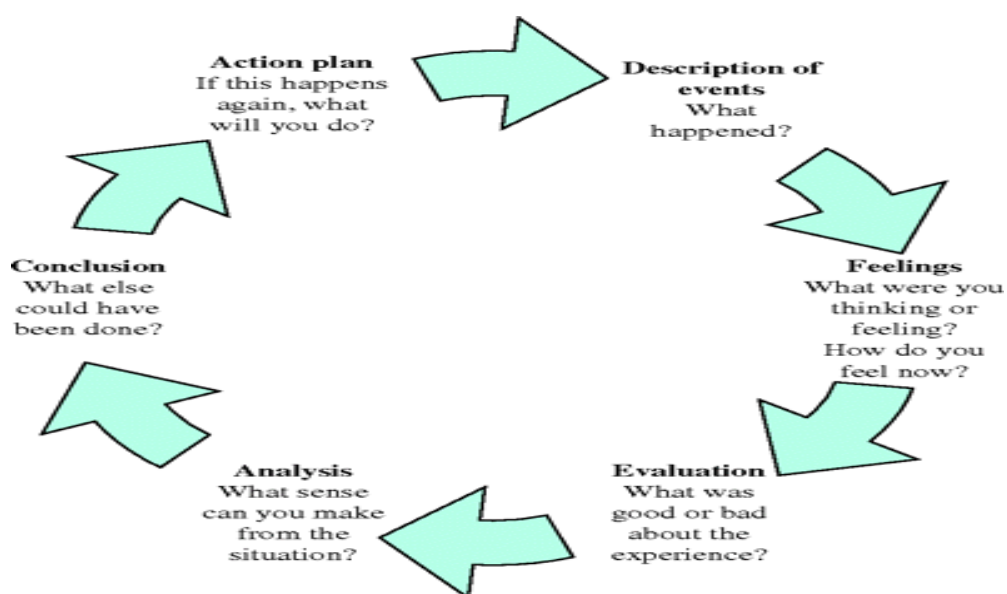 Action plan
If this happens
again, what
will you do?
Description of
events
What
happened?
Feelings
What were you
thinking or
feeling?
How do you
feel now?
Evaluation
What was
good or bad
about the
experience?
Analysis
What sense
can you make
from the
situation?
Conclusion
What else
could have
been done?